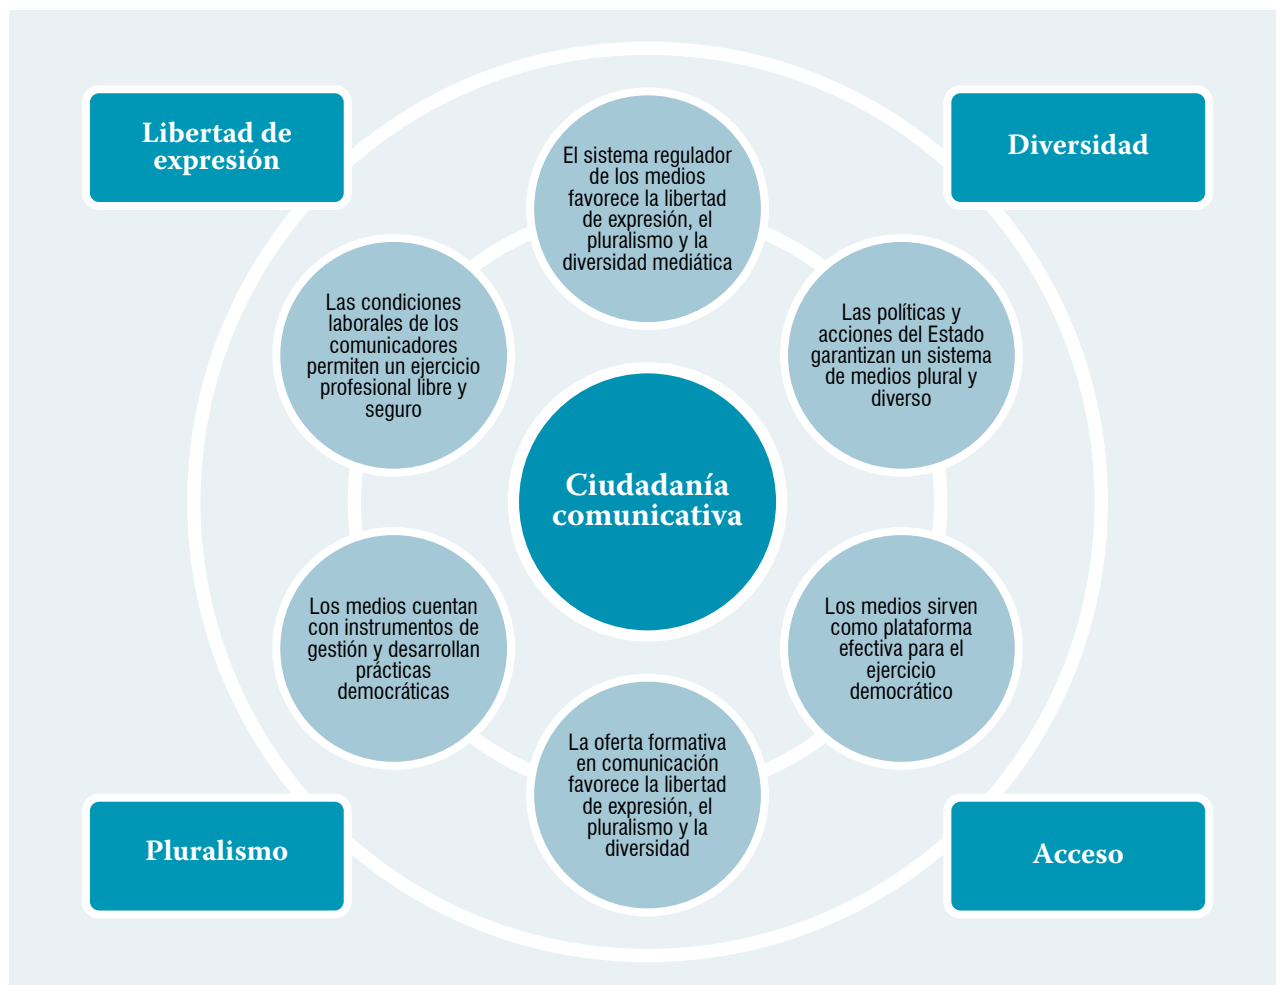 Libertad de
expresión
Diversidad
El sistema regulador
de los medios
favorece la libertad
de expresión, el
pluralismo y la
diversidad mediática
Las condiciones
laborales de los
comunicadores
permiten un ejercicio
profesional libre y
seguro
Las políticas y
acciones del Estado
garantizan un sistema
de medios plural y
diverso
Ciudadanía
comunicativa
Los medios cuentan
con instrumentos de
gestión y desarrollan
prácticas
democráticas
Los medios sirven
como plataforma
efectiva para el
ejercicio
democrático
La oferta formativa
en comunicación
favorece la libertad
de expresión, el
pluralismo y la
diversidad
Pluralismo
Acceso